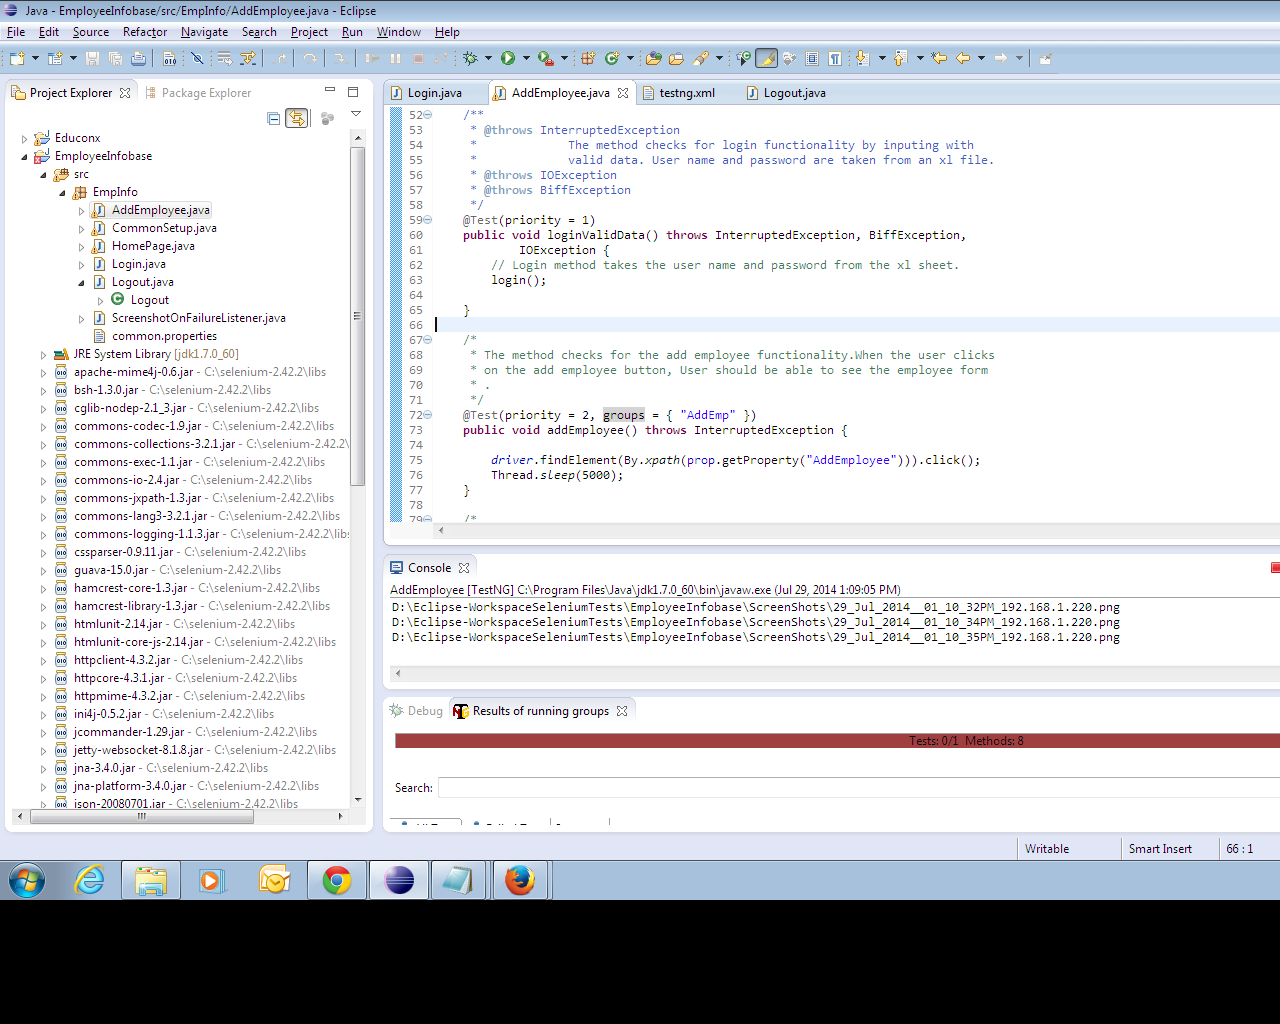 Java - EmployeeInfobase/src/EmpInfo/AddEmployee.java - Eclipse
File Edit Source Refactor Navigate Search Project Run Window Help
Project Explorer Package Explorer
Educonx
EmployeeInfobase
src
EmpInfo
AddEmployee.java
CommonSetup.java
HomePage.java
Login.java
Logout.java
Logout
ScreenshotOnFailureListener.java
common.properties
JRE System Library [jdk1.7.0_60]
apache-mime4j-0.6.jar - C:\selenium-2.42.2\libs
bsh-1.3.0.jar - C:\selenium-2.42.2\libs
cglib-nodep-2.1_3.jar - C:\selenium-2.42.2\libs
commons-codec-1.9.jar - C:\selenium-2.42.2\libs
commons-collections-3.2.1.jar - C:\selenium-2.42.2\
commons-exec-1.1.jar - C:\selenium-2.42.2\libs
commons-io-2.4.jar - C:\selenium-2.42.2\libs
commons-jxpath-1.3.jar - C:\selenium-2.42.2\libs
commons-lang3-3.2.1.jar - C:\selenium-2.42.2\libs
commons-logging-1.1.3.jar - C:\selenium-2.42.2\lib
cssparser-0.9.11.jar - C:\selenium-2.42.2\libs
guava-15.0.jar - C:\selenium-2.42.2\libs
hamcrest-core-1.3.jar - C:\selenium-2.42.2\libs
hamcrest-library-1.3.jar - C:\selenium-2.42.2\libs
htmlunit-2.14.jar - C:\selenium-2.42.2\libs
htmlunit-core-js-2.14.jar - C:\selenium-2.42.2\libs
httpclient-4.3.2.jar - C:\selenium-2.42.2\libs
httpcore-4.3.1.jar - C:\selenium-2.42.2\libs
httpmime-4.3.2.jar - C:\selenium-2.42.2\libs
ini4j-0.5.2.jar - C:\selenium-2.42.2\libs
jcommander-1.29.jar - C:\selenium-2.42.2\libs
jetty-websocket-8.1.8.jar - C:\selenium-2.42.2\libs
jna-3.4.0.jar - C:\selenium-2.42.2\libs
jna-platform-3.4.0.jar - C:\selenium-2.42.2\libs
json-20080701.jar - C:\selenium-2.42.2\libs
Login.java AddEmployee.java testng.xml Logout.java
52 /**
53 * @throws InterruptedException
54 * The method checks for login functionality by inputing with
55 * valid data. User name and password are taken from an xl file.
56 * @throws IOException
57 * @throws BiffException
58 */
59 @Test(priority = 1)
60 public void loginValidData() throws InterruptedException, BiffException,
61 IOException {
62 // Login method takes the user name and password from the xl sheet.
63 login();
64
65 }
66
67 /*
68 * The method checks for the add employee functionality.When the user clicks
69 * on the add employee button, User should be able to see the employee form
70 * .
71 */
72 @Test(priority = 2, groups = { "AddEmp" })
73 public void addEmployee() throws InterruptedException {
74
75 driver.findElement(By.xpath(prop.getProperty("AddEmployee"))).click();
76 Thread.sleep(5000);
77 }
78
79 /*
Console
AddEmployee [TestNG] C:\Program Files\Java\jdk1.7.0_60\bin\javaw.exe (Jul 29, 2014 1:09:05 PM)
D:\Eclipse-WorkspaceSeleniumTests\EmployeeInfobase\ScreenShots\29_Jul_2014__01_10_32PM_192.168.1.220.png
D:\Eclipse-WorkspaceSeleniumTests\EmployeeInfobase\ScreenShots\29_Jul_2014__01_10_34PM_192.168.1.220.png
D:\Eclipse-WorkspaceSeleniumTests\EmployeeInfobase\ScreenShots\29_Jul_2014__01_10_35PM_192.168.1.220.png
Debug Results of running groups
Tests: 0/1 Methods: 8
Search:
Writable Smart Insert 66 : 1